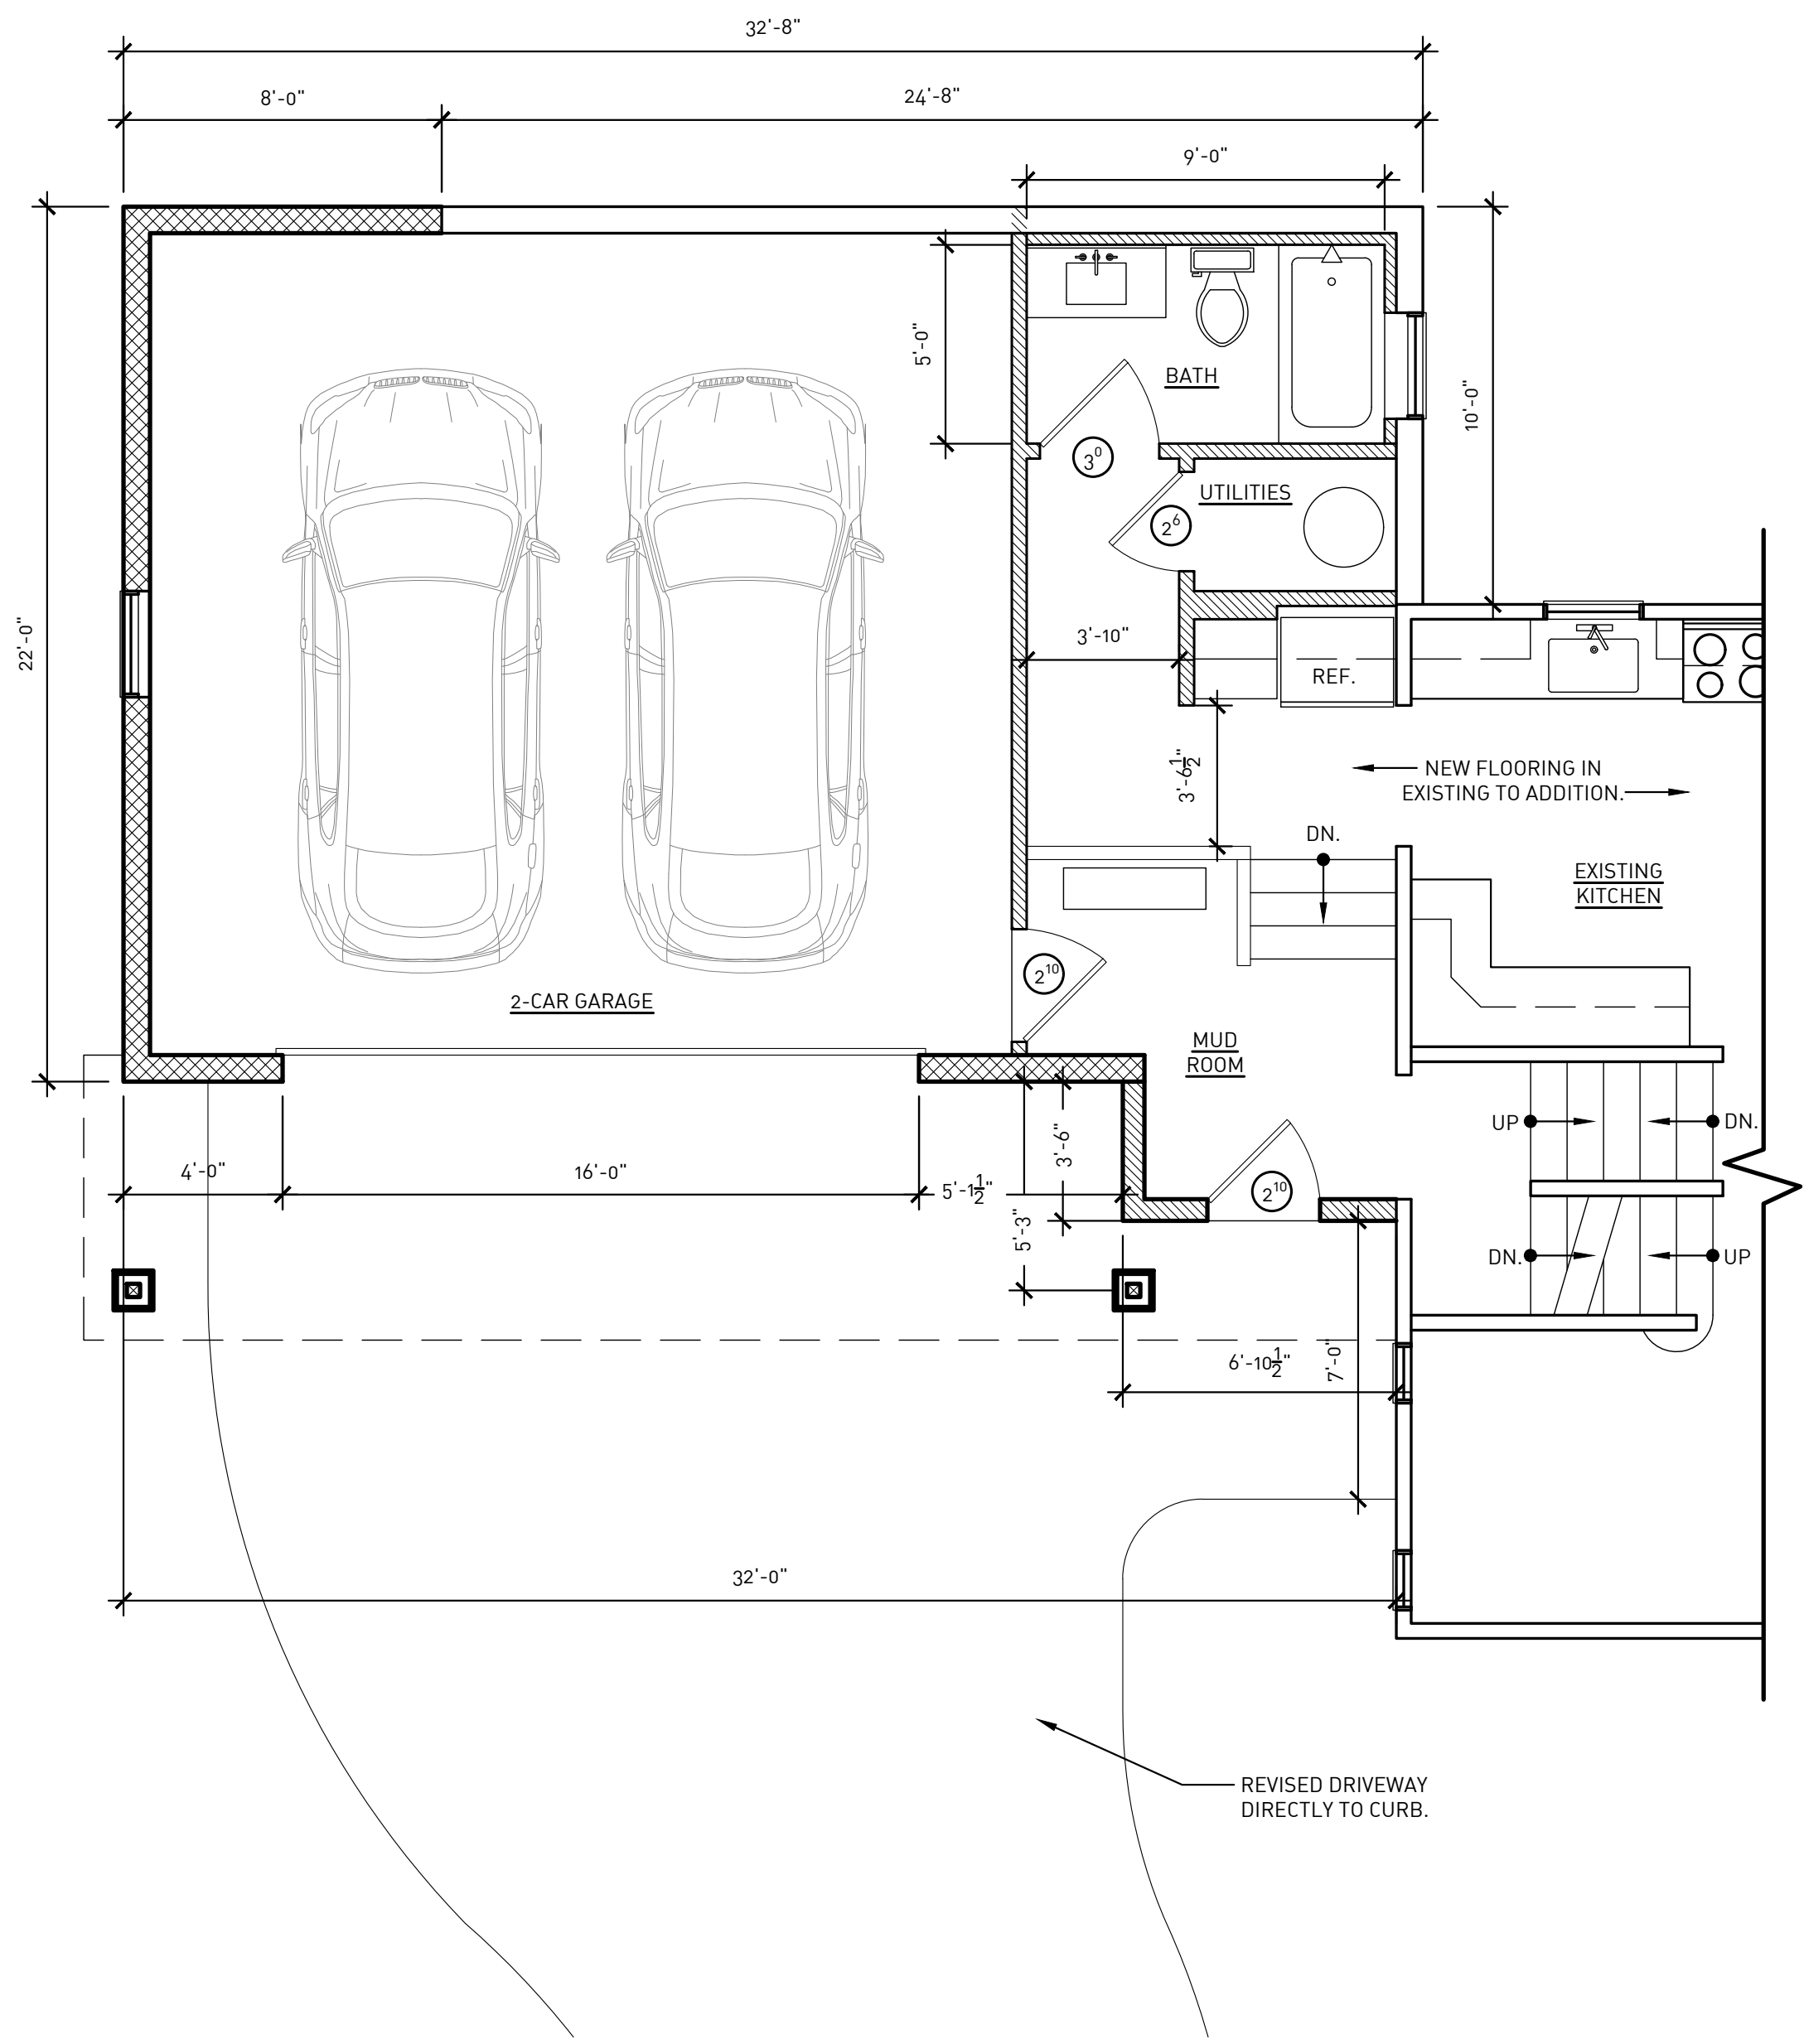 32'-8"
8'-0"
24'-8"
9'-0"
5'-0"
BATH
10'-0"
3⁰
UTILITIES
2⁶
22'-0"
3'-10"
REF.
3'-6½"
NEW FLOORING IN
EXISTING TO ADDITION.
DN.
EXISTING
KITCHEN
2¹⁰
2-CAR GARAGE
MUD
ROOM
UP
DN.
3'-6"
4'-0"
16'-0"
5'-1½"
2¹⁰
5'-3"
DN.
UP
6'-10½"
7'-0"
32'-0"
REVISED DRIVEWAY
DIRECTLY TO CURB.